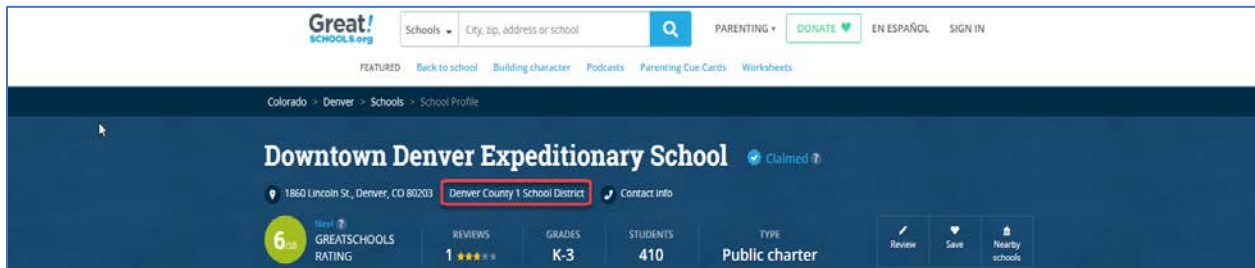 Great!
SCHOOLS.org
Schools
City, zip, address or school
PARENTING
DONATE
EN ESPAÑOL
SIGN IN
FEATURED Back to school Building character Podcasts Parenting Cue Cards Worksheets
Colorado > Denver > Schools > School Profile
Downtown Denver Expeditionary School
Claimed ?
1860 Lincoln St., Denver, CO 80203 Denver County 1 School District Contact info
6/10
New! ?
GREATSCHOOLS
RATING
REVIEWS
1
GRADES
K-3
STUDENTS
410
TYPE
Public charter
Review
Save
Nearby
schools